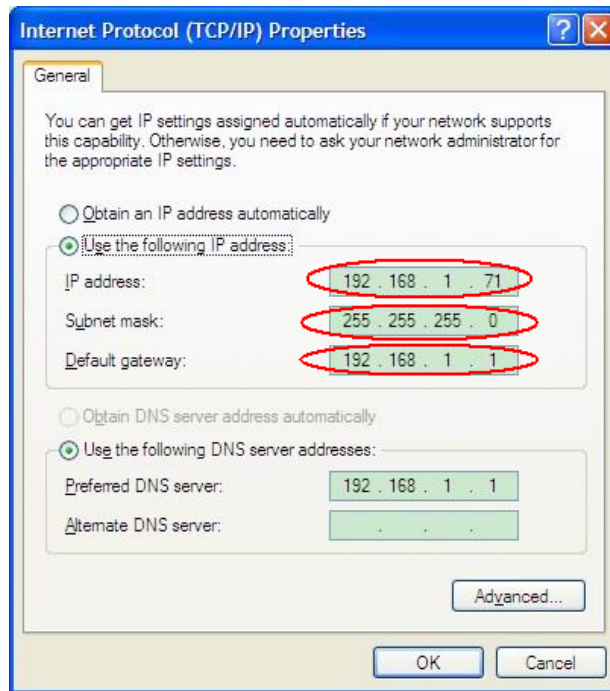 Internet Protocol (TCP/IP) Properties
General
You can get IP settings assigned automatically if your network supports
this capability. Otherwise, you need to ask your network administrator for
the appropriate IP settings.
Obtain an IP address automatically
Use the following IP address:
IP address: 192 . 168 . 1 . 71
Subnet mask: 255 . 255 . 255 . 0
Default gateway: 192 . 168 . 1 . 1
Obtain DNS server address automatically
Use the following DNS server addresses:
Preferred DNS server: 192 . 168 . 1 . 1
Alternate DNS server: . . .
Advanced...
OK Cancel